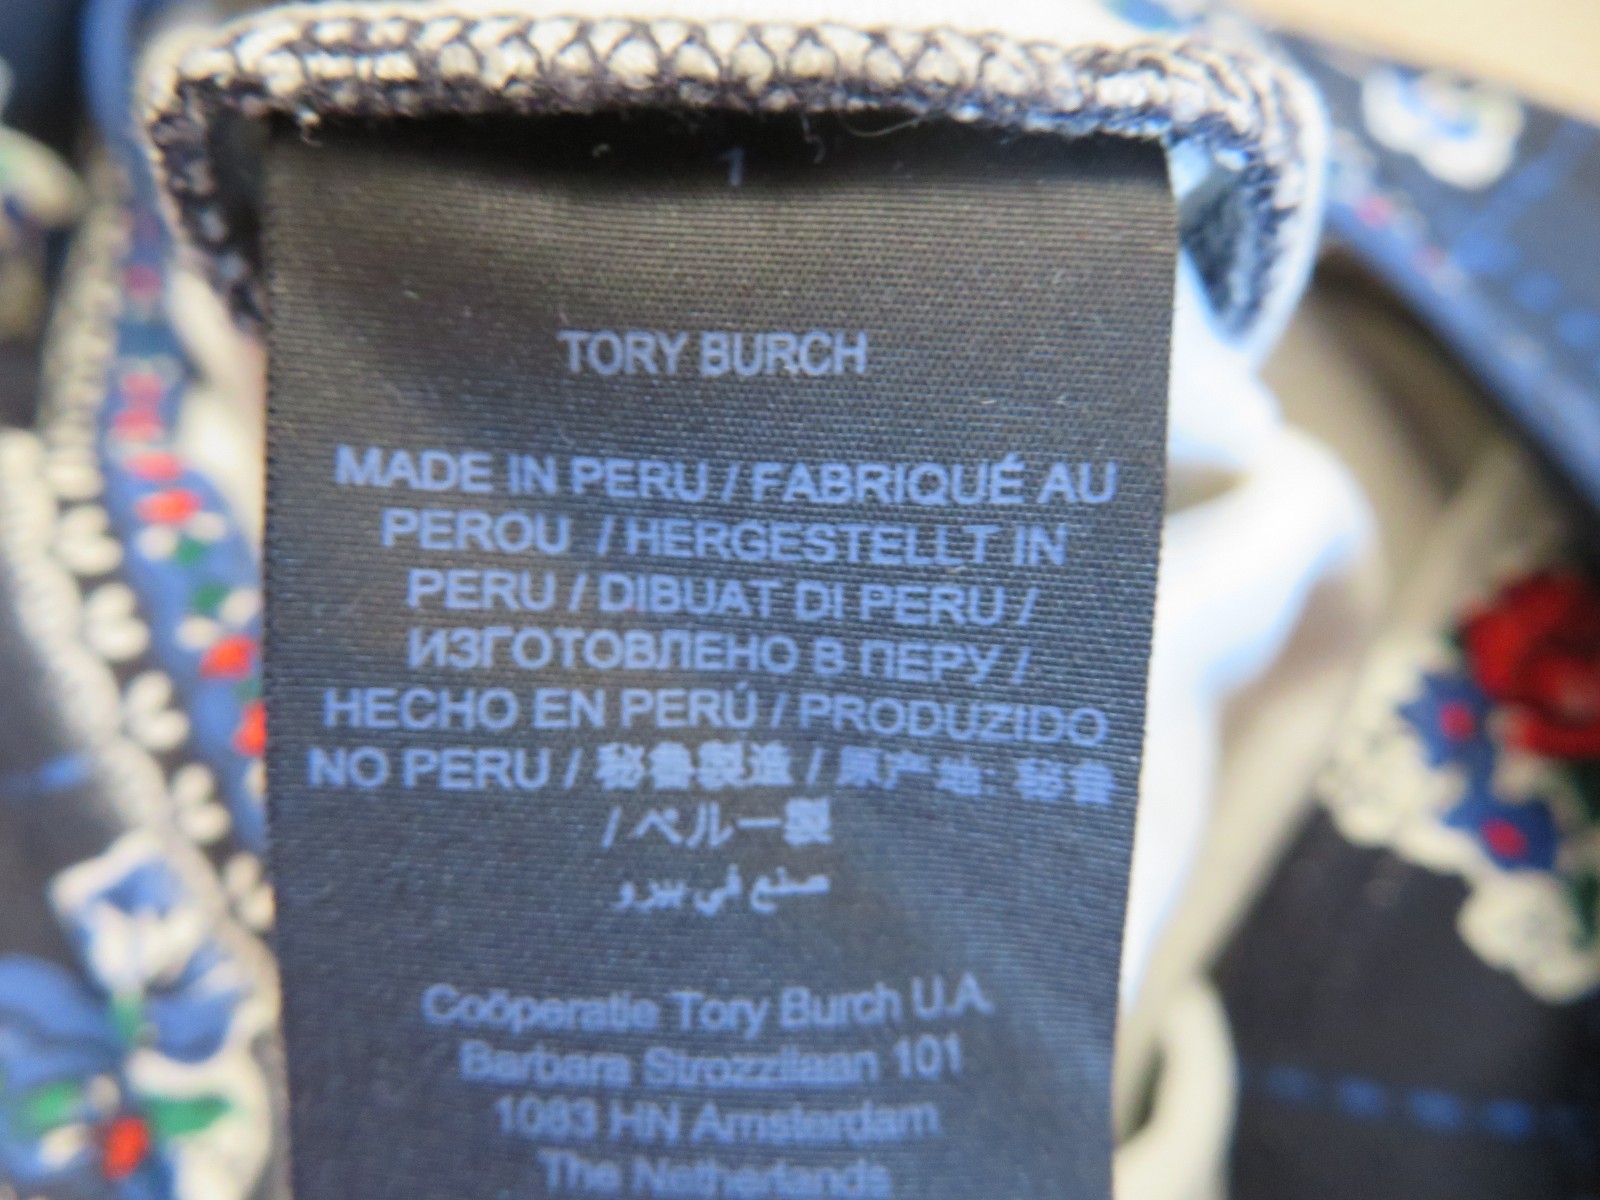 1
TORY BURCH
MADE IN PERU / FABRIQUÉ AU
PEROU / HERGESTELLT IN
PERU / DIBUAT DI PERU /
ИЗГОТОВЛЕНО В ПЕРУ /
HECHO EN PERÚ / PRODUZIDO
NO PERU / 秘魯製造 / 原产地: 秘鲁
/ ペルー製
صنع في بيرو
Coöperatie Tory Burch U.A.
Barbara Strozzilaan 101
1083 HN Amsterdam
The Netherlands